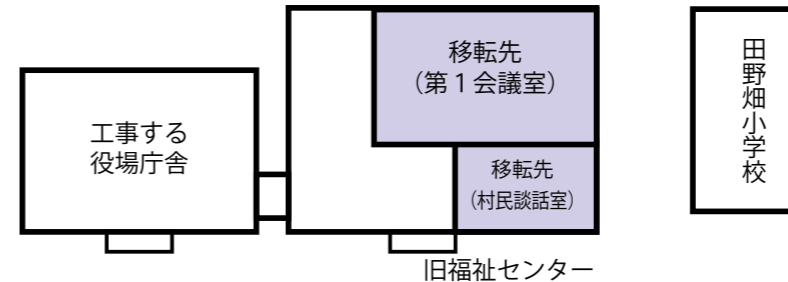 工事する
役場庁舎
移転先
（第１会議室）
移転先
（村民談話室）
旧福祉センター
田野畑小学校